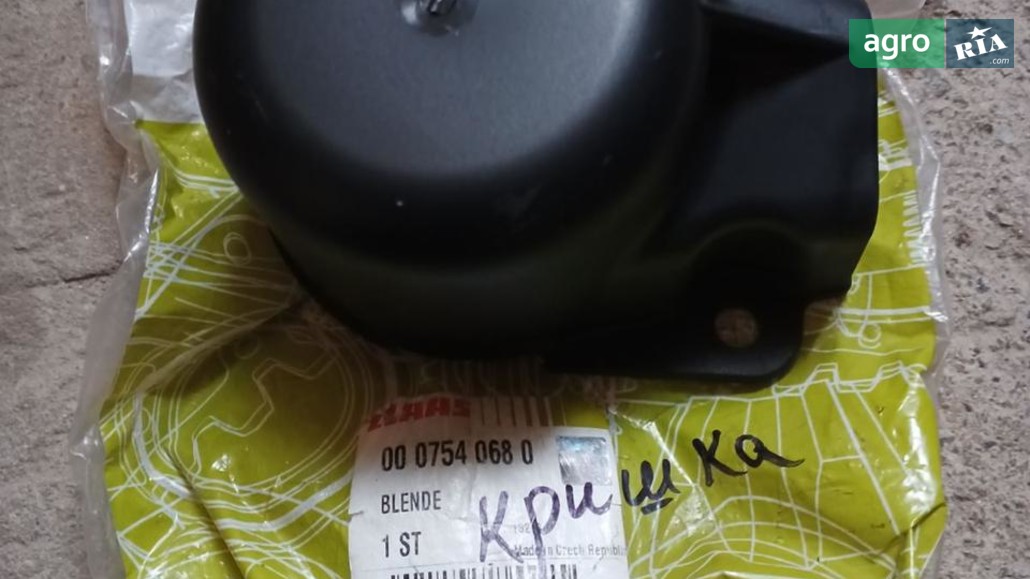 agro RIA
.com
CLAAS
00 0754 068 0
BLENDE
1 ST
Made in Czech Republic
Кришка